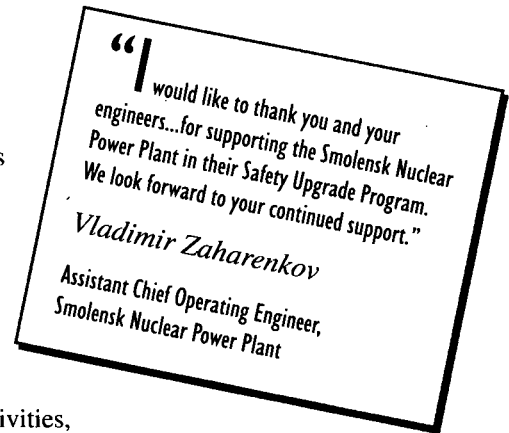 “I would like to thank you and your
engineers...for supporting the Smolensk Nuclear
Power Plant in their Safety Upgrade Program.
We look forward to your continued support.”
Vladimir Zaharenkov
Assistant Chief Operating Engineer,
Smolensk Nuclear Power Plant